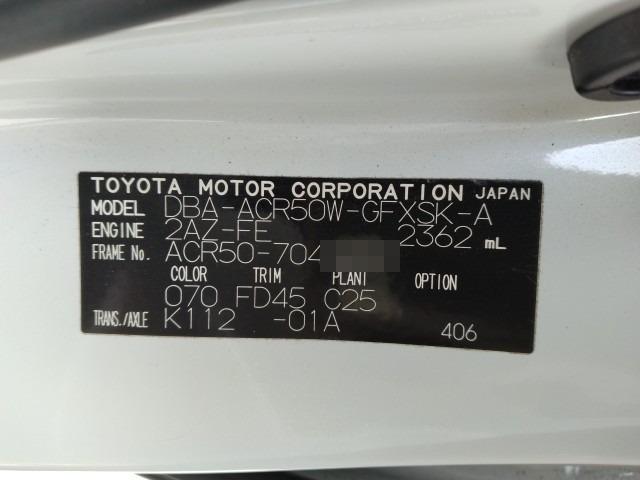 TOYOTA MOTOR CORPORATION JAPAN
MODEL DBA-ACR50W-GFXSK-A
ENGINE 2AZ-FE 2362 mL
FRAME No. ACR50-704
COLOR TRIM PLANT OPTION
070 FD45 C25
TRANS./AXLE K112 -01A 406